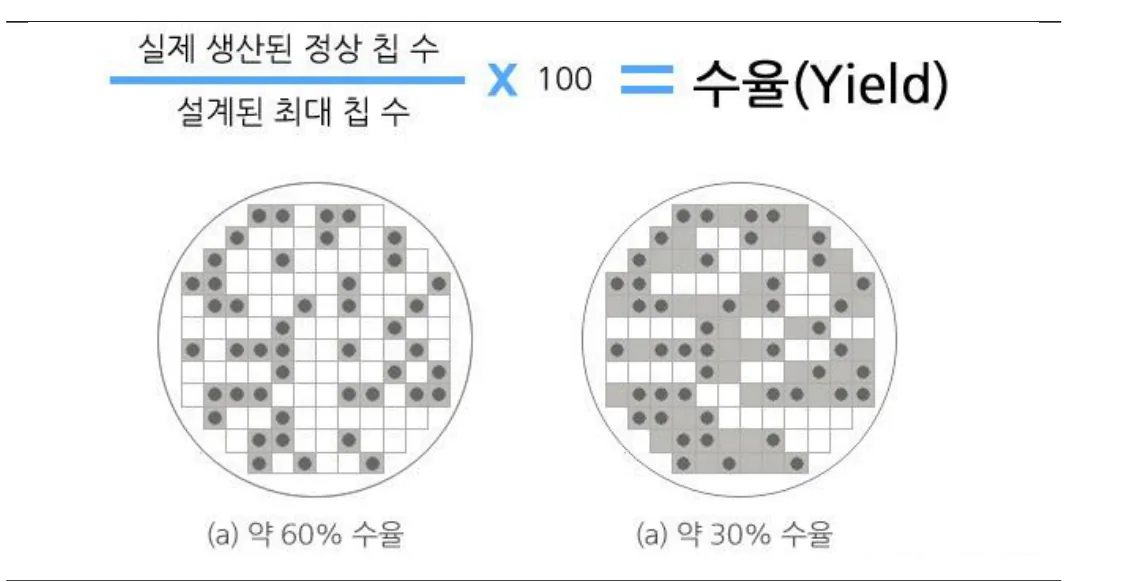 실제 생산된 정상 칩 수
설계된 최대 칩 수
X 100 = 수율(Yield)
(a) 약 60% 수율
(a) 약 30% 수율